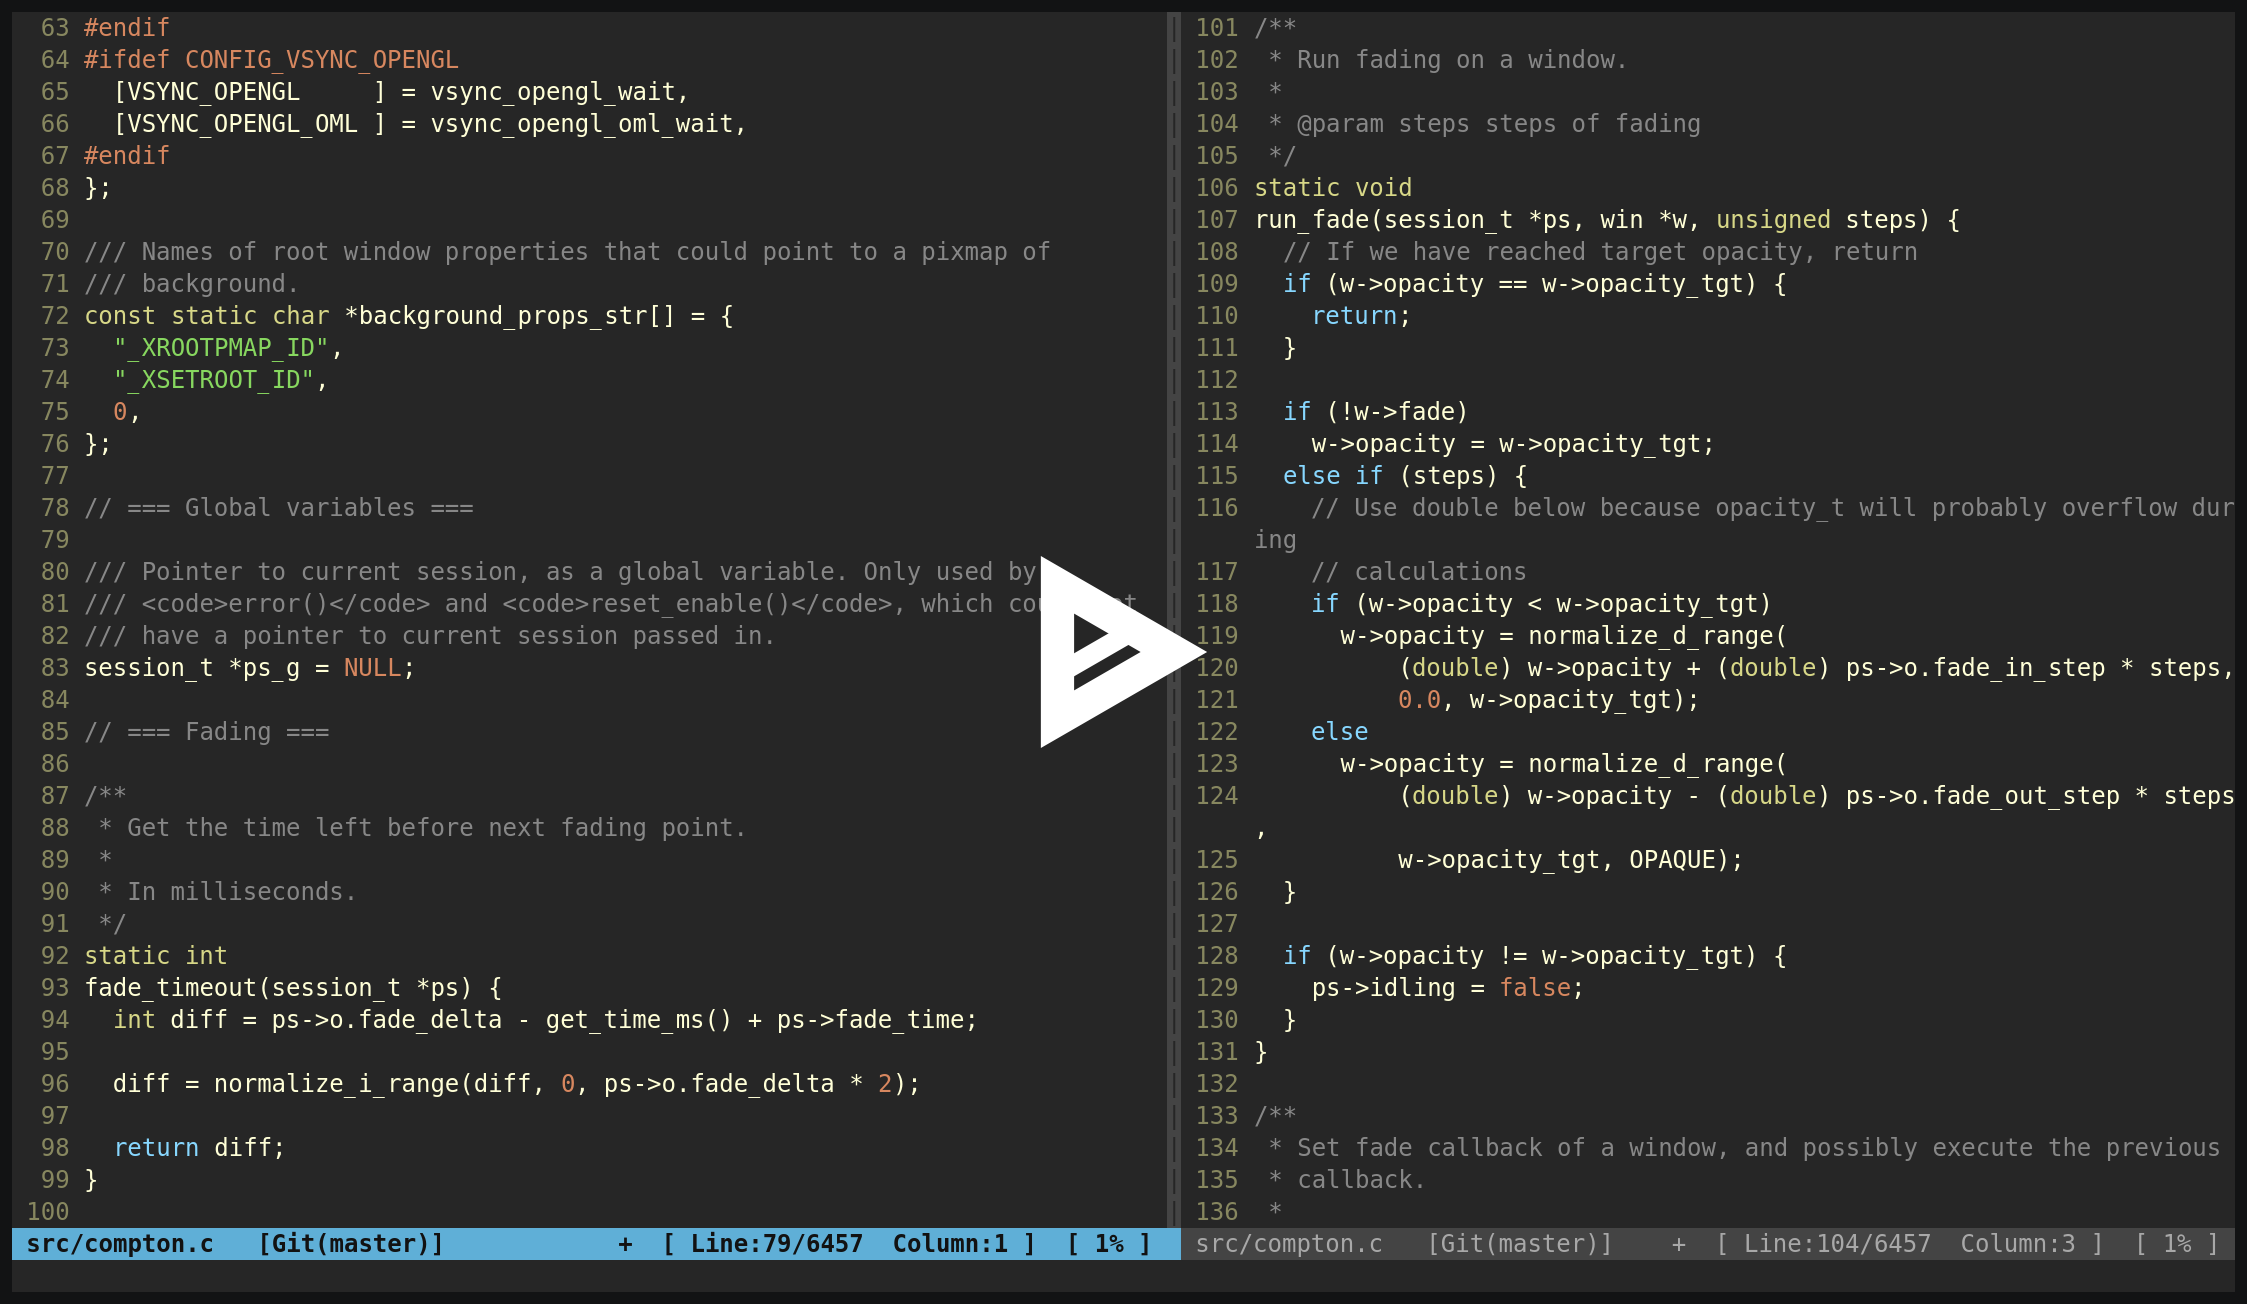 63 #endif
64 #ifdef CONFIG_VSYNC_OPENGL
65   [VSYNC_OPENGL     ] = vsync_opengl_wait,
66   [VSYNC_OPENGL_OML ] = vsync_opengl_oml_wait,
67 #endif
68 };
69
70 /// Names of root window properties that could point to a pixmap of
71 /// background.
72 const static char *background_props_str[] = {
73   "_XROOTPMAP_ID",
74   "_XSETROOT_ID",
75   0,
76 };
77
78 // === Global variables ===
79
80 /// Pointer to current session, as a global variable. Only used by
81 /// <code>error()</code> and <code>reset_enable()</code>, which
82 /// have a pointer to current session passed in.
83 session_t *ps_g = NULL;
84
85 // === Fading ===
86
87 /**
88  * Get the time left before next fading point.
89  *
90  * In milliseconds.
91  */
92 static int
93 fade_timeout(session_t *ps) {
94   int diff = ps->o.fade_delta - get_time_ms() + ps->fade_time;
95
96   diff = normalize_i_range(diff, 0, ps->o.fade_delta * 2);
97
98   return diff;
99 }
100
src/compton.c   [Git(master)]            +  [ Line:79/6457  Column:1 ]  [ 1% ]
101 /**
102  * Run fading on a window.
103  *
104  * @param steps steps of fading
105  */
106 static void
107 run_fade(session_t *ps, win *w, unsigned steps) {
108   // If we have reached target opacity, return
109   if (w->opacity == w->opacity_tgt) {
110     return;
111   }
112
113   if (!w->fade)
114     w->opacity = w->opacity_tgt;
115   else if (steps) {
116     // Use double below because opacity_t will probably overflow dur
ing
117     // calculations
118     if (w->opacity < w->opacity_tgt)
119       w->opacity = normalize_d_range(
120           (double) w->opacity + (double) ps->o.fade_in_step * steps,
121           0.0, w->opacity_tgt);
122     else
123       w->opacity = normalize_d_range(
124           (double) w->opacity - (double) ps->o.fade_out_step * steps
,
125           w->opacity_tgt, OPAQUE);
126   }
127
128   if (w->opacity != w->opacity_tgt) {
129     ps->idling = false;
130   }
131 }
132
133 /**
134  * Set fade callback of a window, and possibly execute the previous
135  * callback.
136  *
src/compton.c   [Git(master)]    +  [ Line:104/6457  Column:3 ]  [ 1% ]